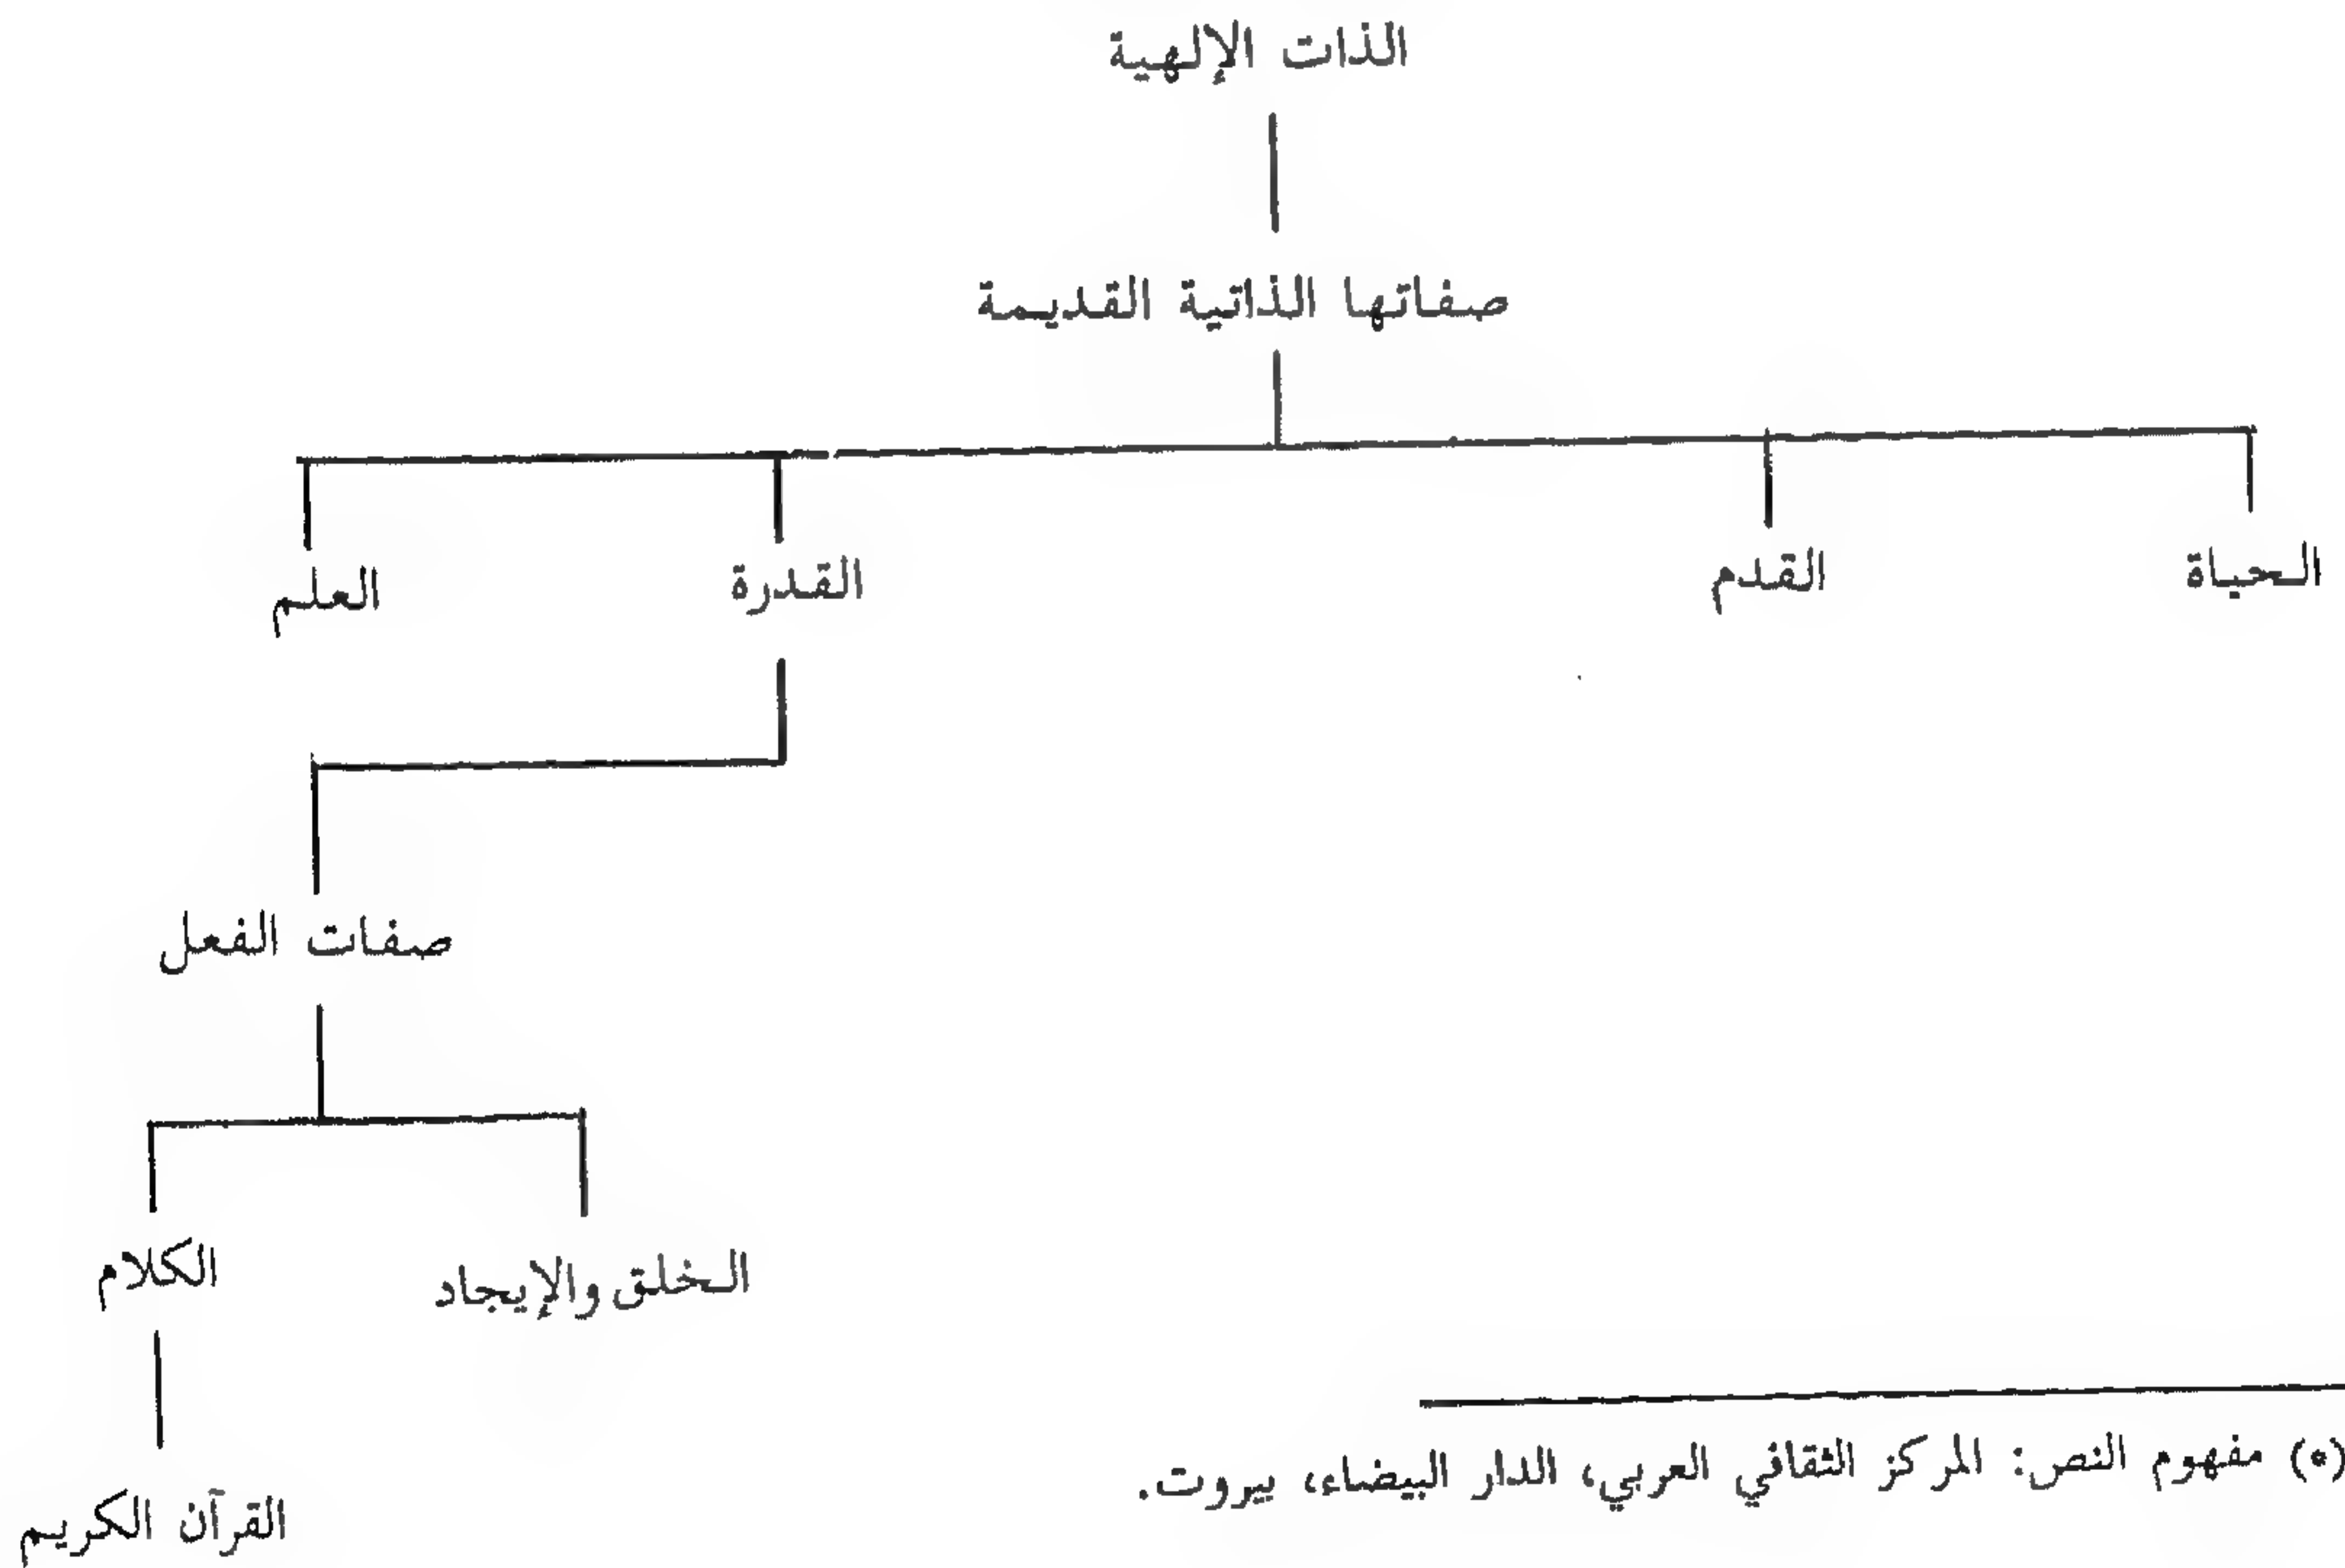 الذات الإلهية
صفاتها الذاتية القديمة
الحياة القدم القدرة العلم
صفات الفعل
الخلق والإيجاد الكلام
القرآن الكريم
(*) مفهوم النص: المركز الثقافي العربي، الدار البيضاء، بيروت.